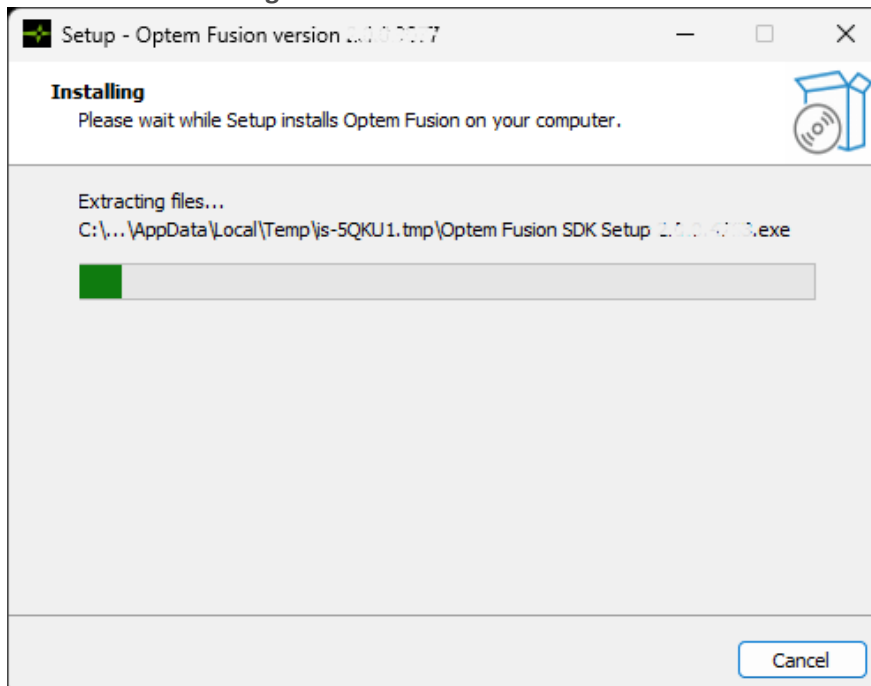 Setup - Optem Fusion version
Installing
Please wait while Setup installs Optem Fusion on your computer.
Extracting files...
C:\...\AppData\Local\Temp\is-5QKU1.tmp\Optem Fusion SDK Setup .exe
Cancel